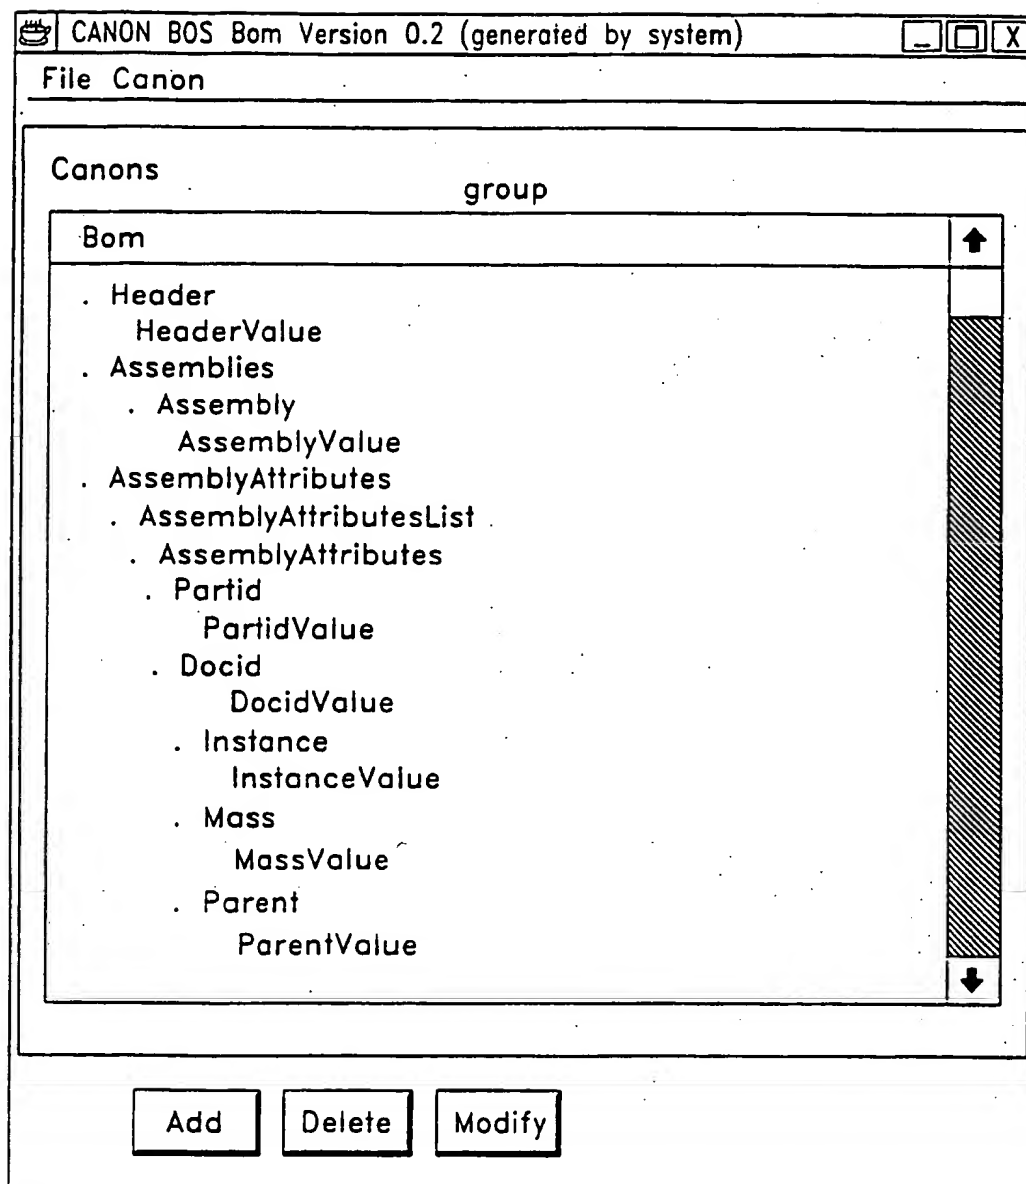 CANON BOS Bom Version 0.2 (generated by system) _ X
File Canon
Canons
group
Bom
. Header
HeaderValue
. Assemblies
. Assembly
AssemblyValue
. AssemblyAttributes
. AssemblyAttributesList
. AssemblyAttributes
. Partid
PartidValue
. Docid
DocidValue
. Instance
InstanceValue
. Mass
MassValue
. Parent
ParentValue
Add Delete Modify